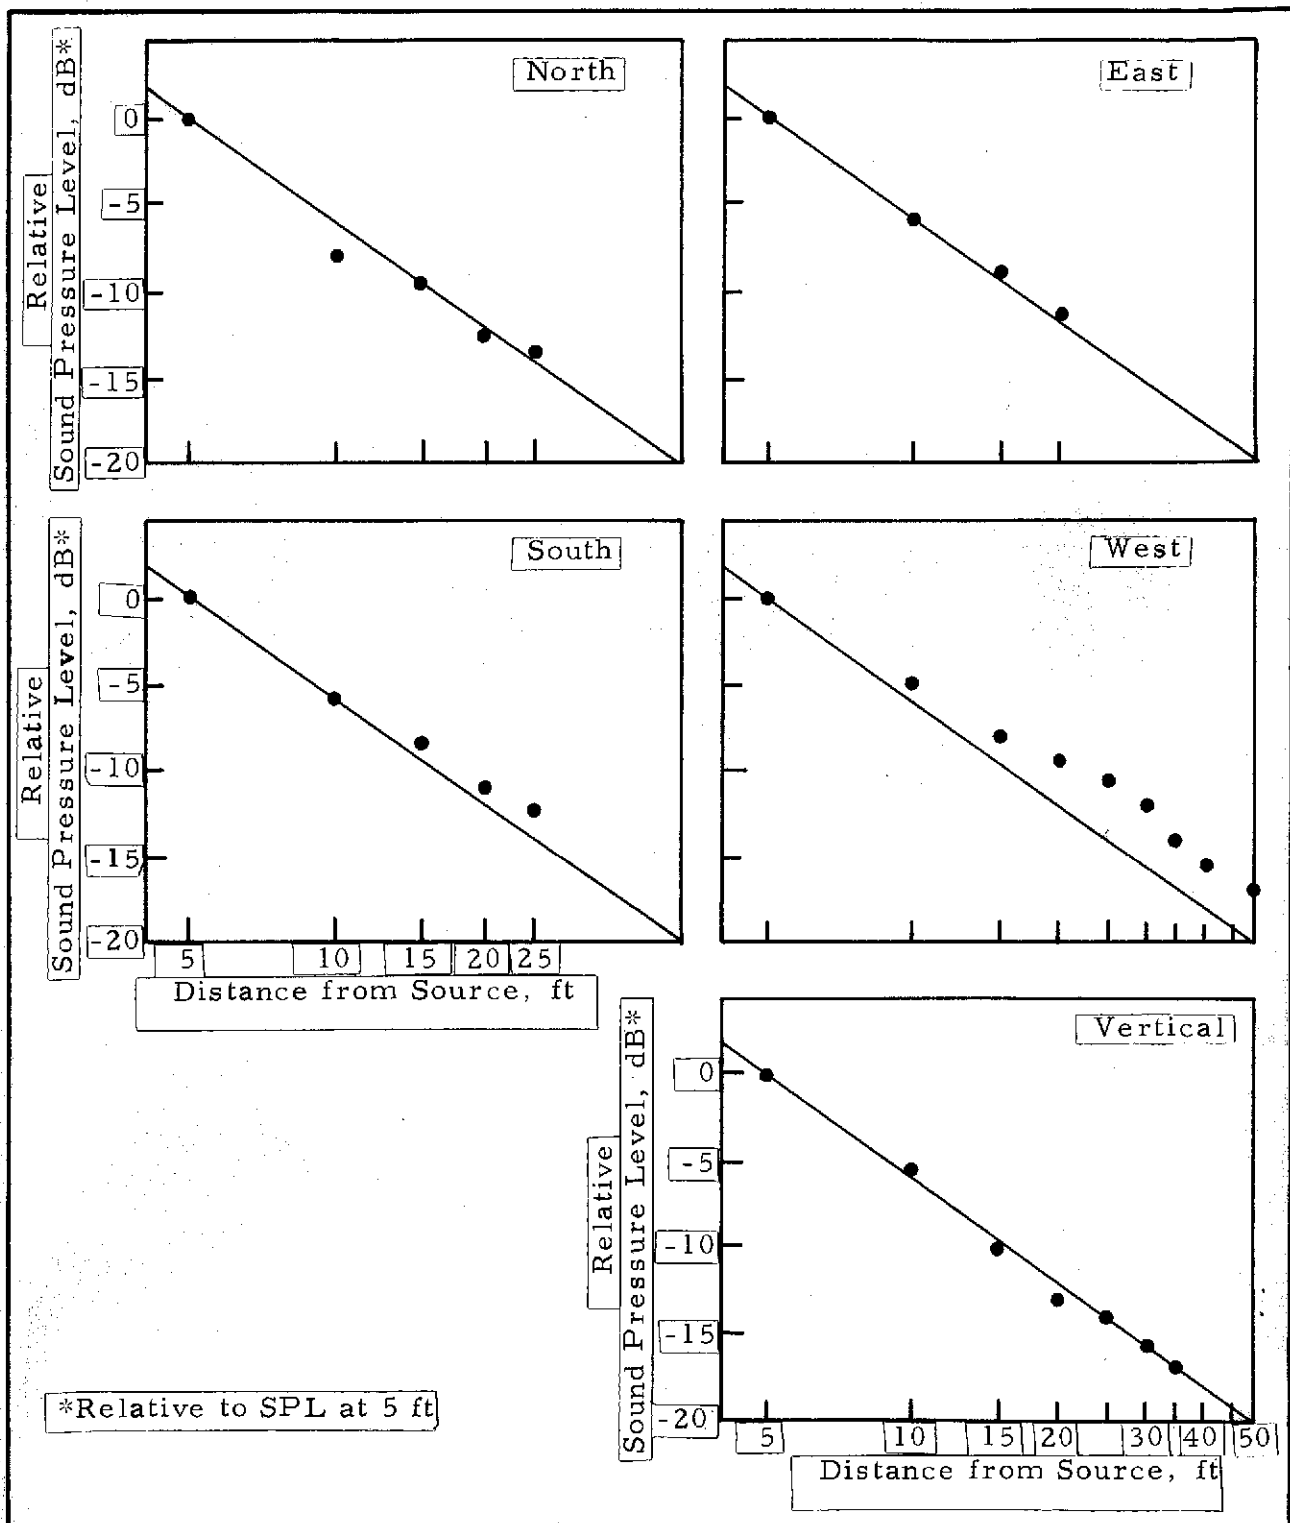 North
Relative
Sound Pressure Level, dB*
0
-5
-10
-15
-20
East
South
Relative
Sound Pressure Level, dB*
0
-5
-10
-15
-20
5 10 15 20 25
Distance from Source, ft
West
Vertical
Relative
Sound Pressure Level, dB*
0
-5
-10
-15
-20
5 10 15 20 30 40 50
Distance from Source, ft
*Relative to SPL at 5 ft